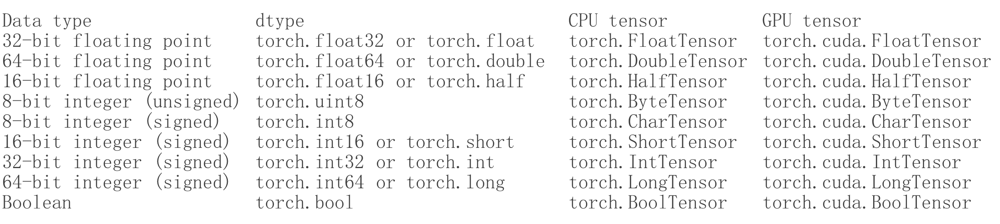 Data type dtype CPU tensor GPU tensor
32-bit floating point torch.float32 or torch.float torch.FloatTensor torch.cuda.FloatTensor
64-bit floating point torch.float64 or torch.double torch.DoubleTensor torch.cuda.DoubleTensor
16-bit floating point torch.float16 or torch.half torch.HalfTensor torch.cuda.HalfTensor
8-bit integer (unsigned) torch.uint8 torch.ByteTensor torch.cuda.ByteTensor
8-bit integer (signed) torch.int8 torch.CharTensor torch.cuda.CharTensor
16-bit integer (signed) torch.int16 or torch.short torch.ShortTensor torch.cuda.ShortTensor
32-bit integer (signed) torch.int32 or torch.int torch.IntTensor torch.cuda.IntTensor
64-bit integer (signed) torch.int64 or torch.long torch.LongTensor torch.cuda.LongTensor
Boolean torch.bool torch.BoolTensor torch.cuda.BoolTensor